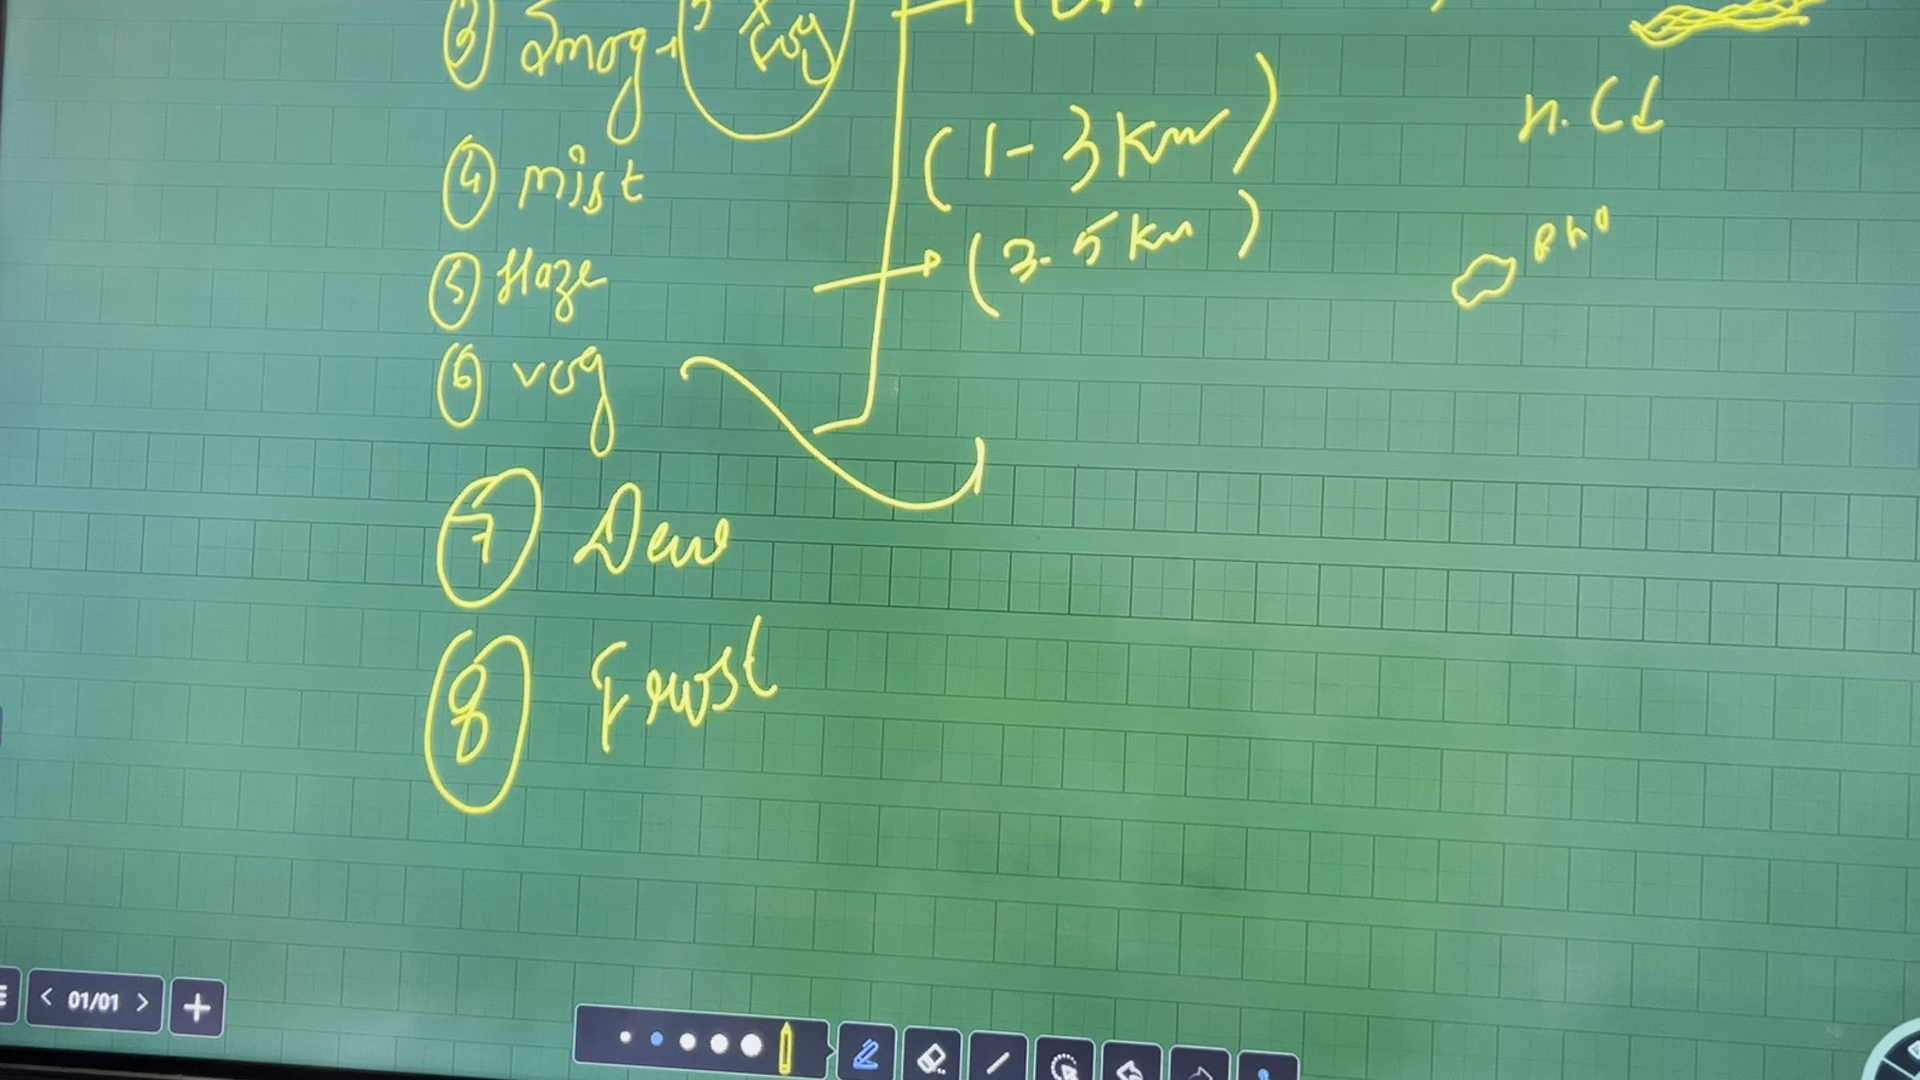 ③ Smog + fog
④ mist (1-3 km)
⑤ Haze → (3-5 km)
⑥ vog
⑦ Dew
⑧ Frost
01/01